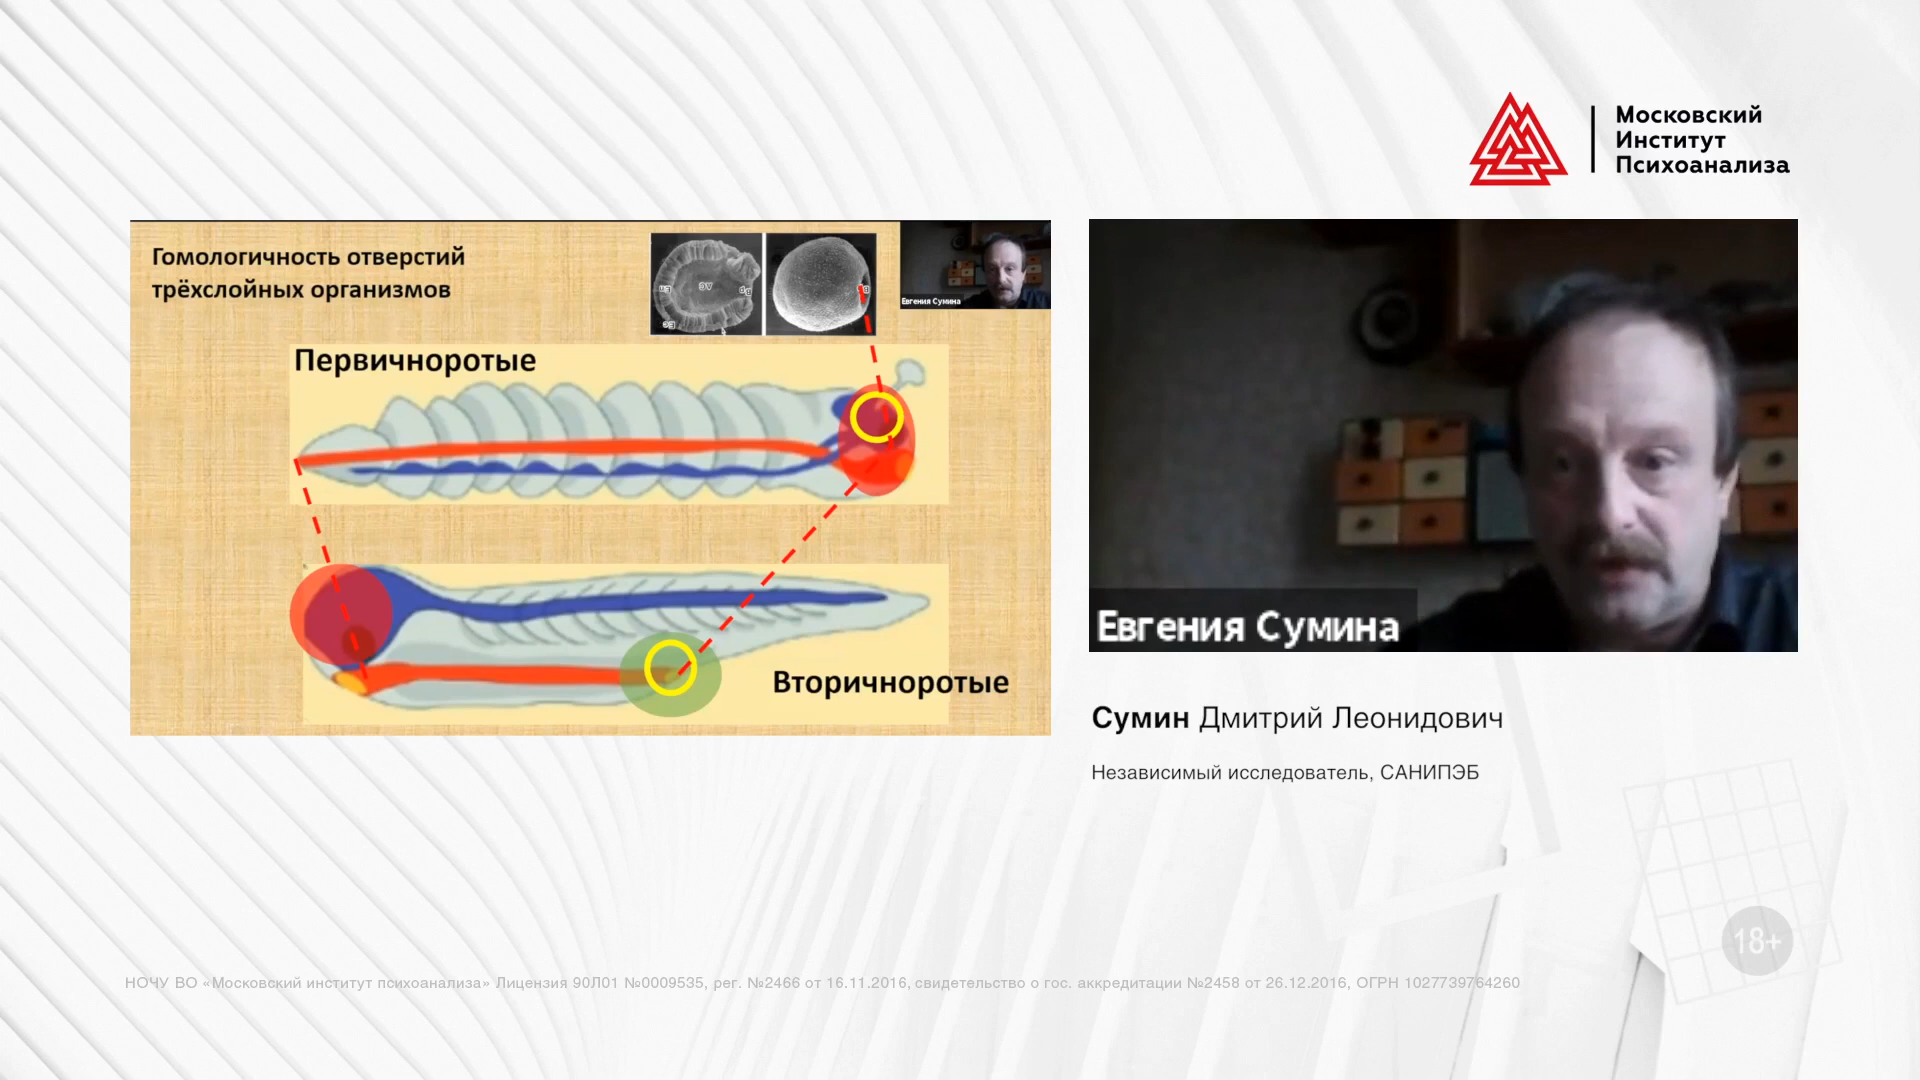 Московский
Институт
Психоанализа
Гомологичность отверстий
трёхслойных организмов
Евгения Сумина
Первичноротые
Вторичноротые
Евгения Сумина
Сумин Дмитрий Леонидович
Независимый исследователь, САНИПЭБ
18+
НОЧУ ВО «Московский институт психоанализа» Лицензия 90Л01 №0009535, рег. №2466 от 16.11.2016, свидетельство о гос. аккредитации №2458 от 26.12.2016, ОГРН 1027739764260